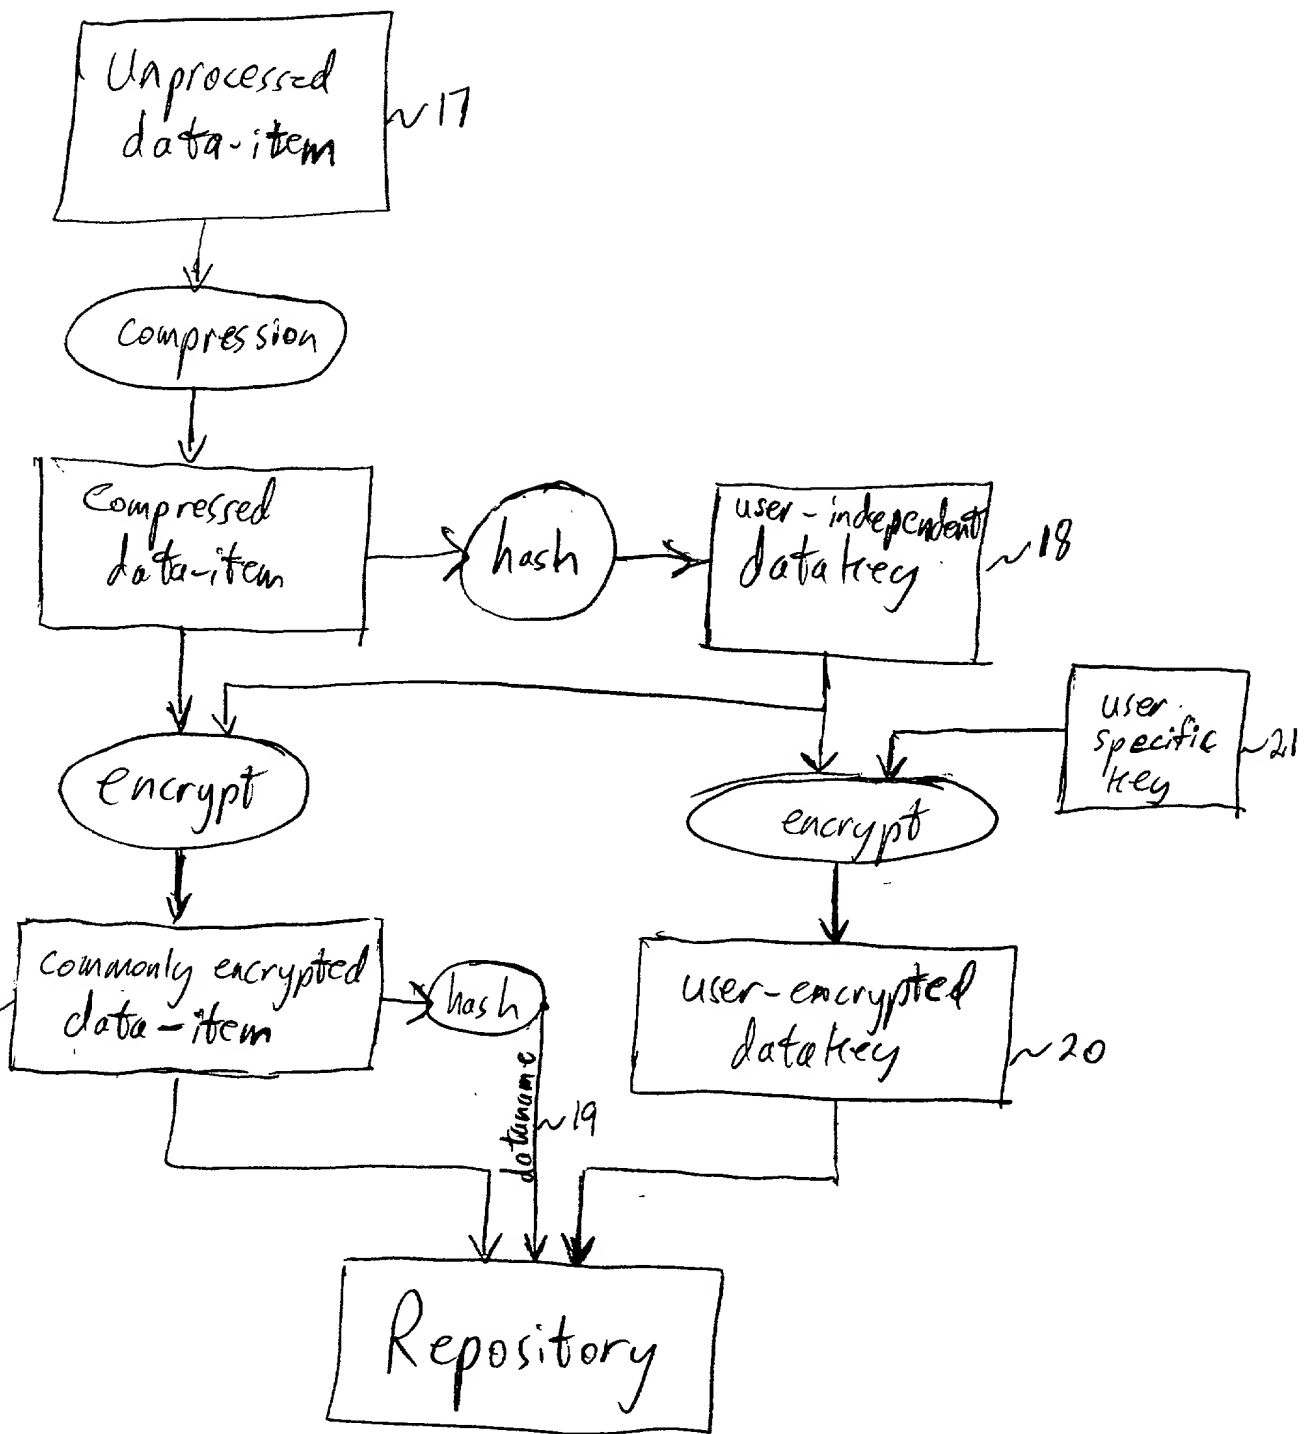 Unprocessed
data-item
17
compression
Compressed
data-item
hash
user-independent
datakey
18
user
specific
key
21
encrypt
encrypt
commonly encrypted
data-item
hash
dataname
19
user-encrypted
datakey
20
Repository